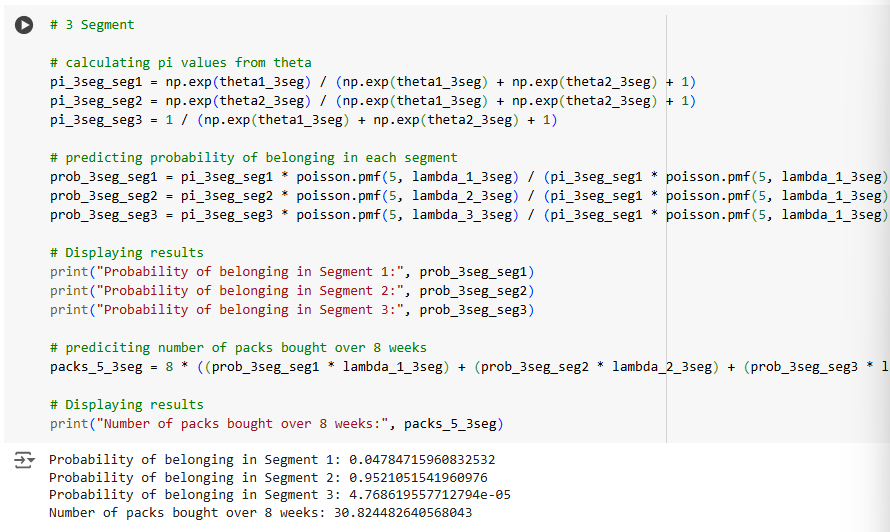 # 3 Segment
# calculating pi values from theta
pi_3seg_seg1 = np.exp(theta1_3seg) / (np.exp(theta1_3seg) + np.exp(theta2_3seg) + 1)
pi_3seg_seg2 = np.exp(theta2_3seg) / (np.exp(theta1_3seg) + np.exp(theta2_3seg) + 1)
pi_3seg_seg3 = 1 / (np.exp(theta1_3seg) + np.exp(theta2_3seg) + 1)
# predicting probability of belonging in each segment
prob_3seg_seg1 = pi_3seg_seg1 * poisson.pmf(5, lambda_1_3seg) / (pi_3seg_seg1 * poisson.pmf(5, lambda_1_3seg)
prob_3seg_seg2 = pi_3seg_seg2 * poisson.pmf(5, lambda_2_3seg) / (pi_3seg_seg1 * poisson.pmf(5, lambda_1_3seg)
prob_3seg_seg3 = pi_3seg_seg3 * poisson.pmf(5, lambda_3_3seg) / (pi_3seg_seg1 * poisson.pmf(5, lambda_1_3seg)
# Displaying results
print("Probability of belonging in Segment 1:", prob_3seg_seg1)
print("Probability of belonging in Segment 2:", prob_3seg_seg2)
print("Probability of belonging in Segment 3:", prob_3seg_seg3)
# prediciting number of packs bought over 8 weeks
packs_5_3seg = 8 * ((prob_3seg_seg1 * lambda_1_3seg) + (prob_3seg_seg2 * lambda_2_3seg) + (prob_3seg_seg3 * l
# Displaying results
print("Number of packs bought over 8 weeks:", packs_5_3seg)
Probability of belonging in Segment 1: 0.04784715960832532
Probability of belonging in Segment 2: 0.9521051541960976
Probability of belonging in Segment 3: 4.768619557712794e-05
Number of packs bought over 8 weeks: 30.824482640568043